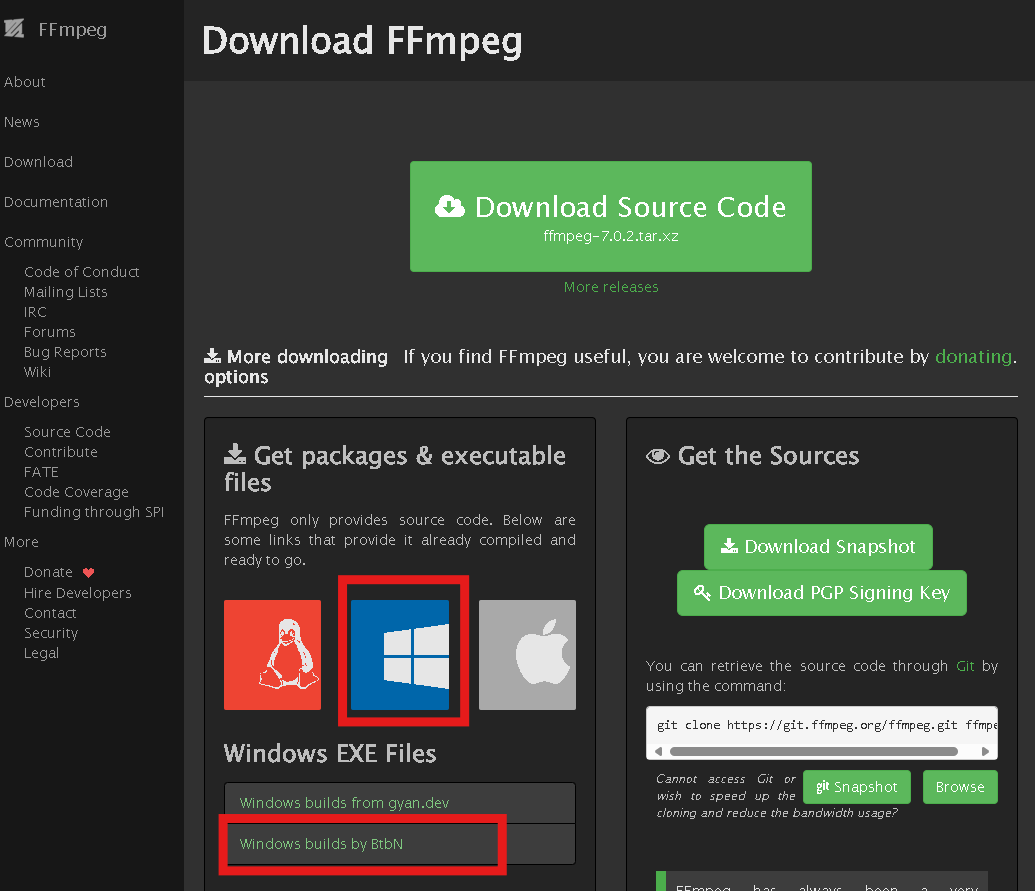 FFmpeg
About
News
Download
Documentation
Community
Code of Conduct
Mailing Lists
IRC
Forums
Bug Reports
Wiki
Developers
Source Code
Contribute
FATE
Code Coverage
Funding through SPI
More
Donate
Hire Developers
Contact
Security
Legal
Download FFmpeg
Download Source Code
ffmpeg-7.0.2.tar.xz
More releases
More downloading options
If you find FFmpeg useful, you are welcome to contribute by donating.
Get packages & executable
files
FFmpeg only provides source code. Below are
some links that provide it already compiled and
ready to go.
Windows EXE Files
Windows builds from gyan.dev
Windows builds by BtbN
Get the Sources
Download Snapshot
Download PGP Signing Key
You can retrieve the source code through Git by
using the command:
git clone https://git.ffmpeg.org/ffmpeg.git ffmpe
Cannot access Git or
wish to speed up the
cloning and reduce the bandwidth usage?
git Snapshot
Browse
FFmpeg has always been a very